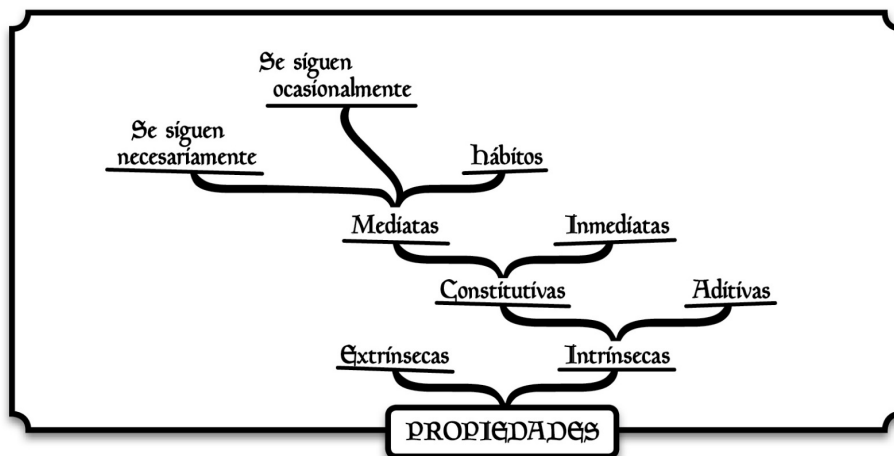 Se siguen
ocasionalmente
Se siguen
necesariamente
hábitos
Mediatas
Inmediatas
Constitutivas
Aditivas
Extrínsecas
Intrínsecas
PROPIEDADES